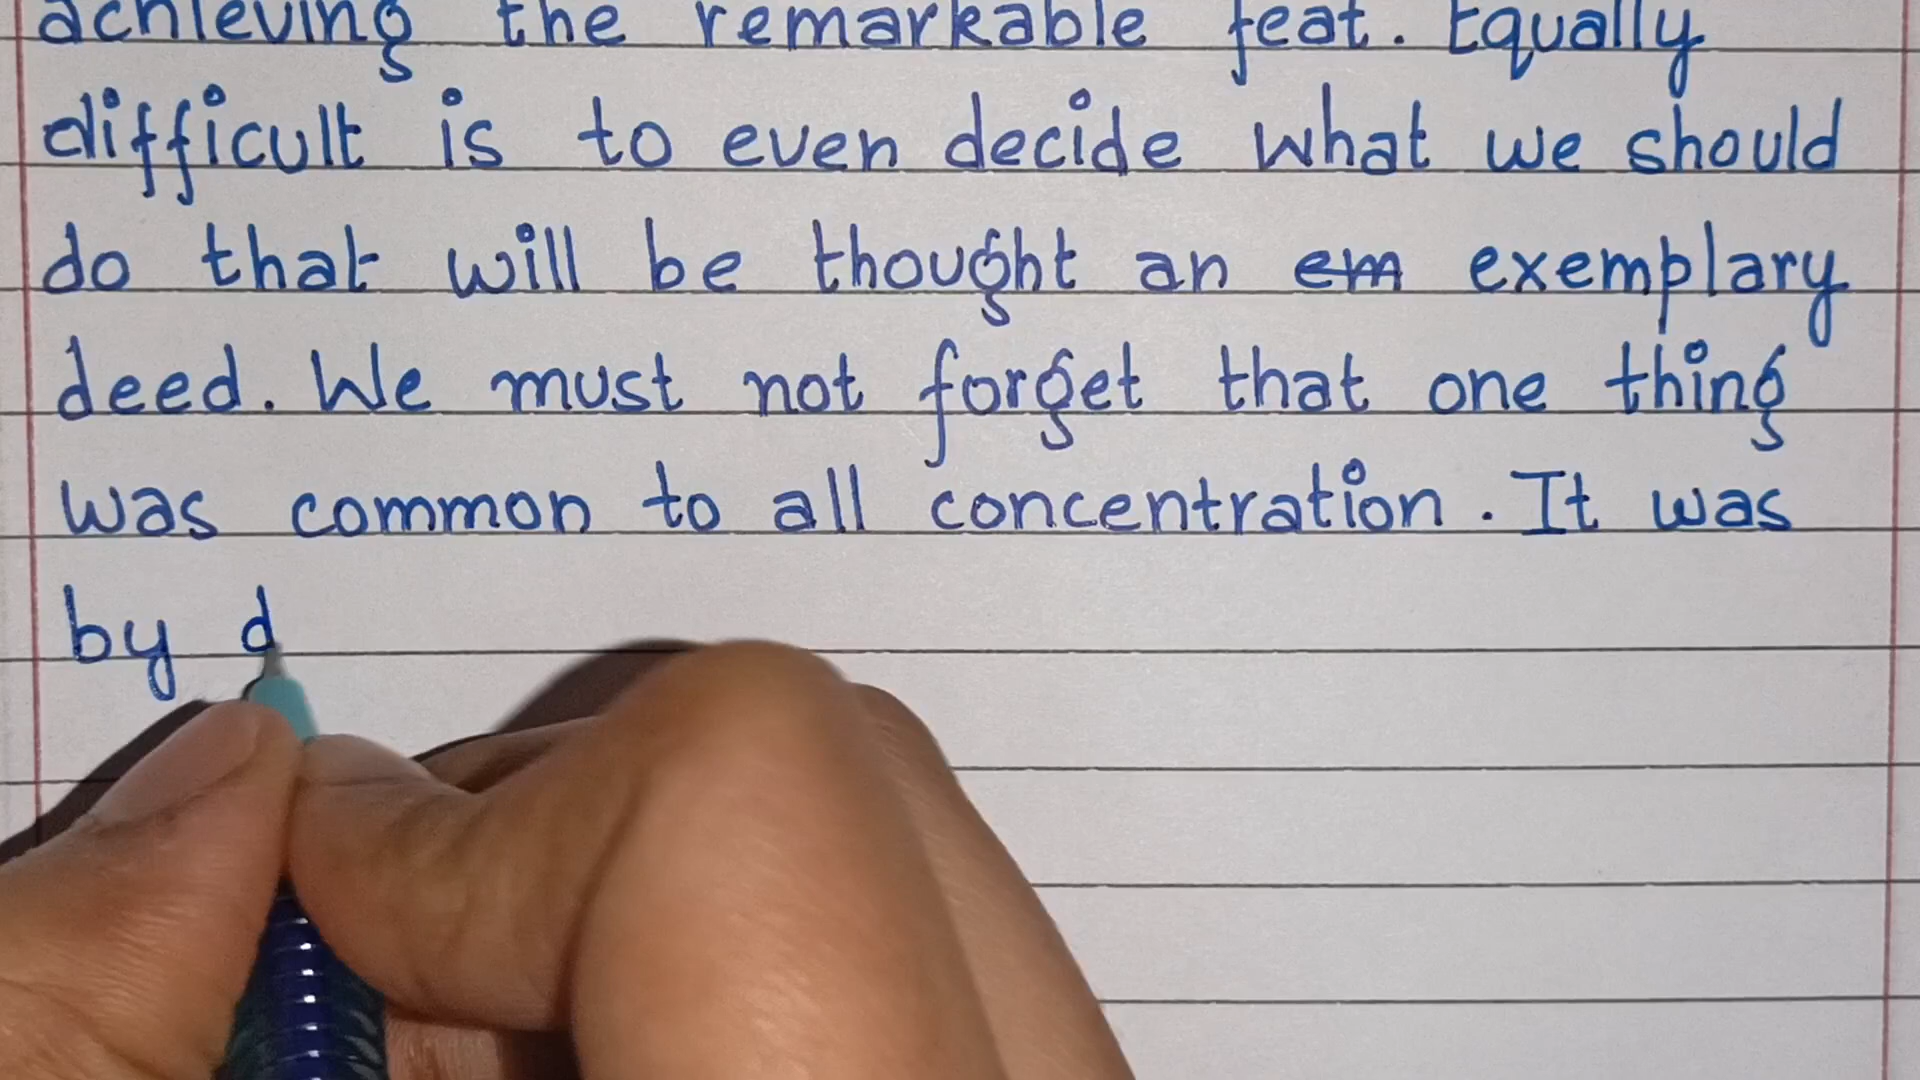 achieving the remarkable feat. Equally
difficult is to even decide what we should
do that will be thought an em exemplary
deed. We must not forget that one thing
was common to all concentration. It was
by d